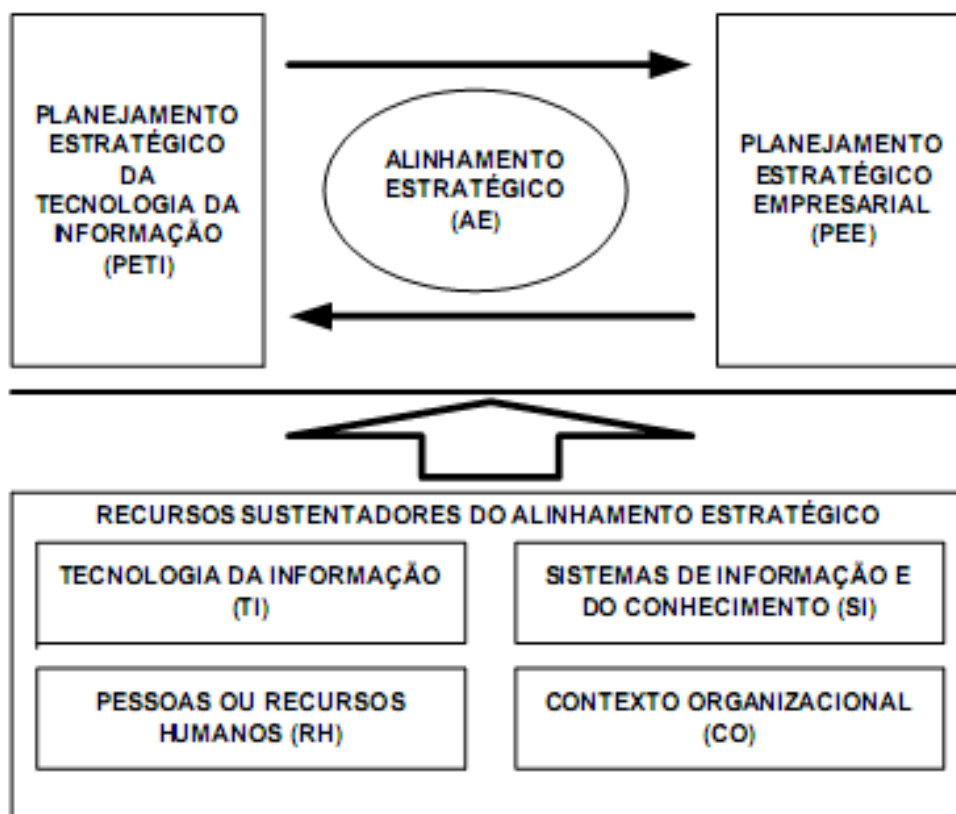 PLANEJAMENTO
ESTRATÉGICO
DA
TECNOLOGIA DA
INFORMAÇÃO
(PETI)
ALINHAMENTO
ESTRATÉGICO
(AE)
PLANEJAMENTO
ESTRATÉGICO
EMPRESARIAL
(PEE)
RECURSOS SUSTENTADORES DO ALINHAMENTO ESTRATÉGICO
TECNOLOGIA DA INFORMAÇÃO
(TI)
SISTEMAS DE INFORMAÇÃO E
DO CONHECIMENTO (SI)
PESSOAS OU RECURSOS
HUMANOS (RH)
CONTEXTO ORGANIZACIONAL
(CO)